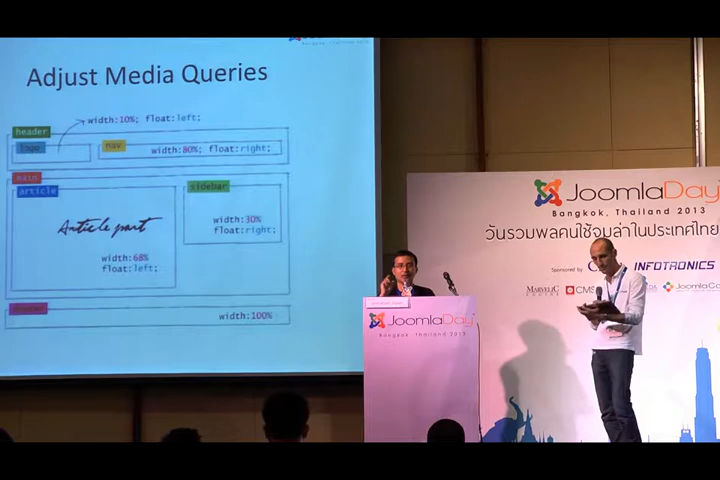 Adjust Media Queries
width:10%; float:left;
header
logo
nav
width:80%; float:right;
main
article
sidebar
Article part
width:30%
float:right;
width:68%
float:left;
width:100%
JoomlaDay
Bangkok, Thailand 2013
วันรวมพลคนใช้จูมล่าในประเทศไทย
Sponsored by
INFOTRONICS
MARVELIC
ENGINE
CMS
JoomlaCo
JoomlaDay
Bangkok, Thailand 2013